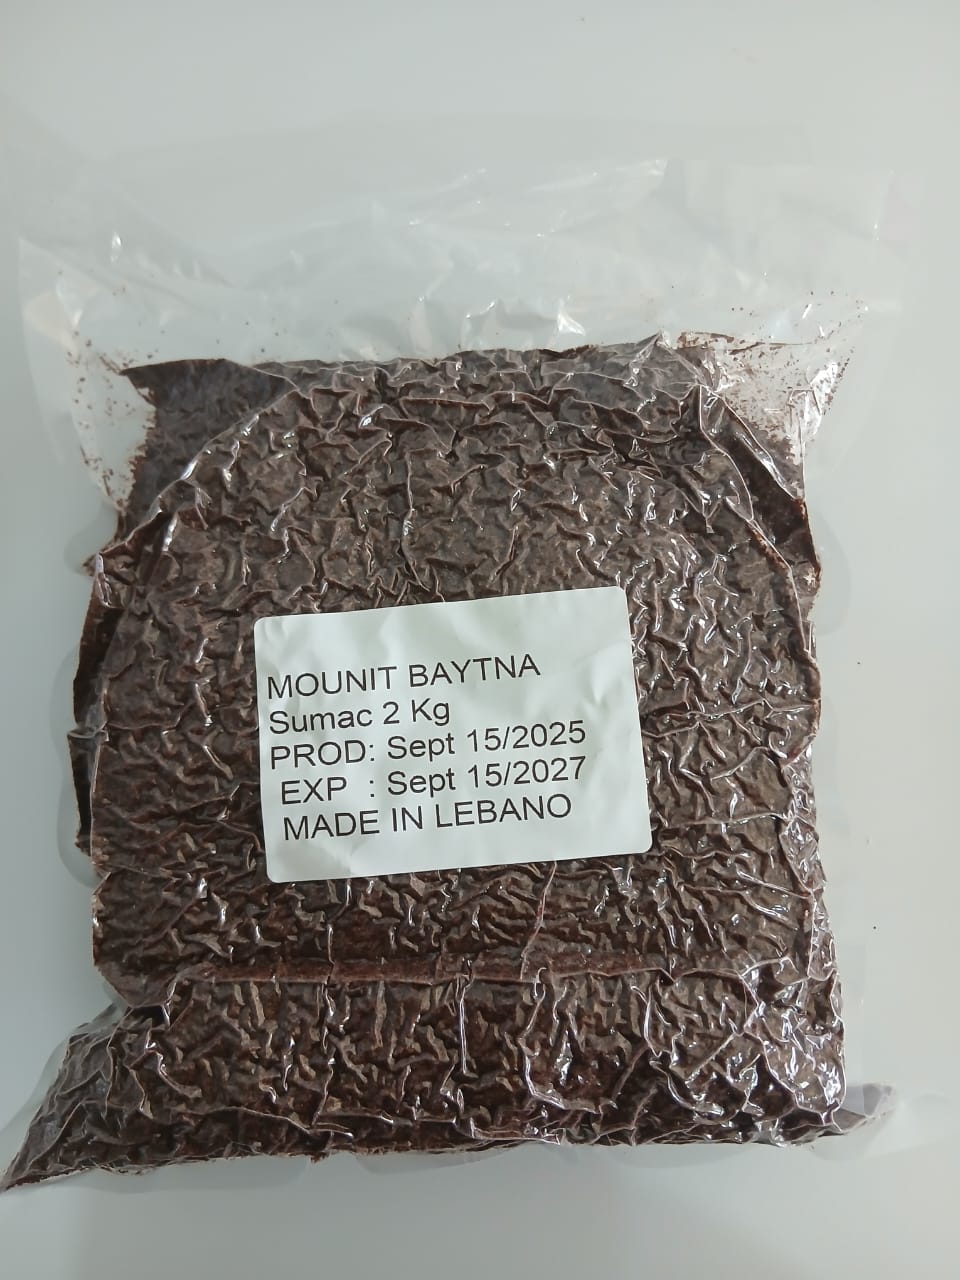 MOUNIT BAYTNA
Sumac 2 Kg
PROD: Sept 15/2025
EXP : Sept 15/2027
MADE IN LEBANO